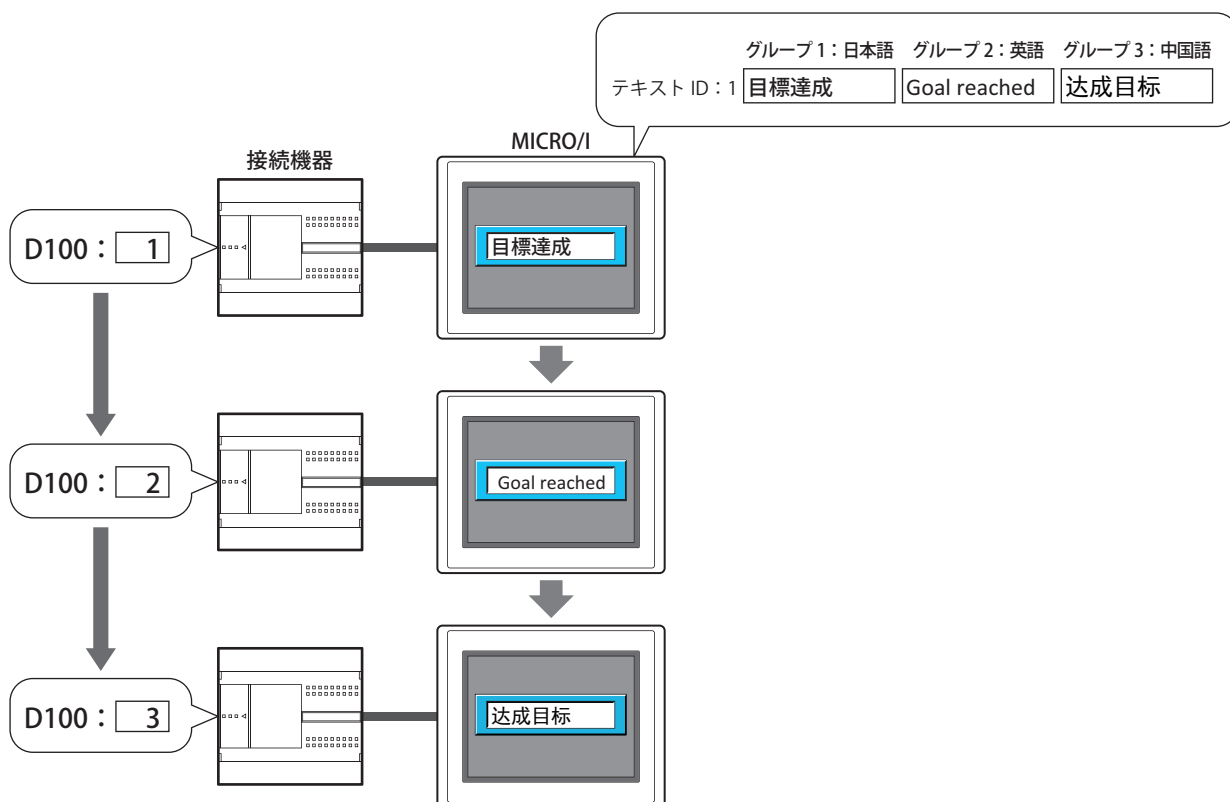 グループ 1：日本語 グループ 2：英語 グループ 3：中国語
テキスト ID：1 目標達成 Goal reached 达成目标
接続機器 MICRO/I
D100： 1 目標達成
D100： 2 Goal reached
D100： 3 达成目标